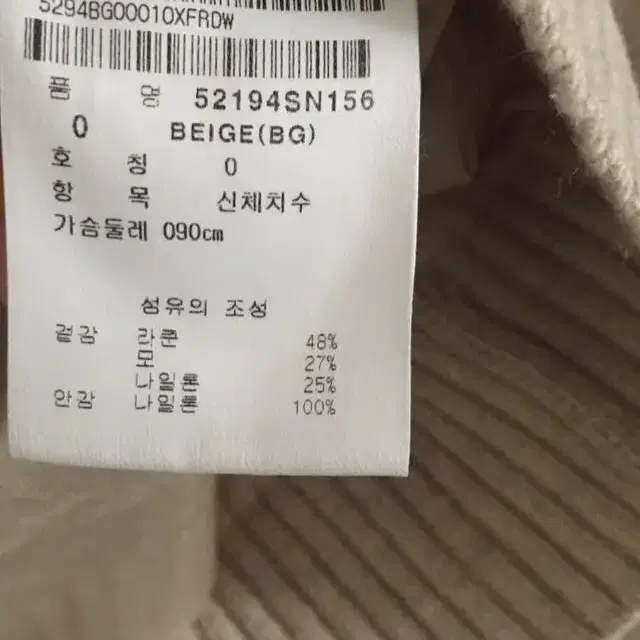 5294BG00010XFRDW
품 명 52194SN156
0 BEIGE(BG)
호 칭 0
항 목 신체치수
가슴둘레 090cm
섬유의 조성
겉감 라쿤 48%
모 27%
나일론 25%
안감 나일론 100%